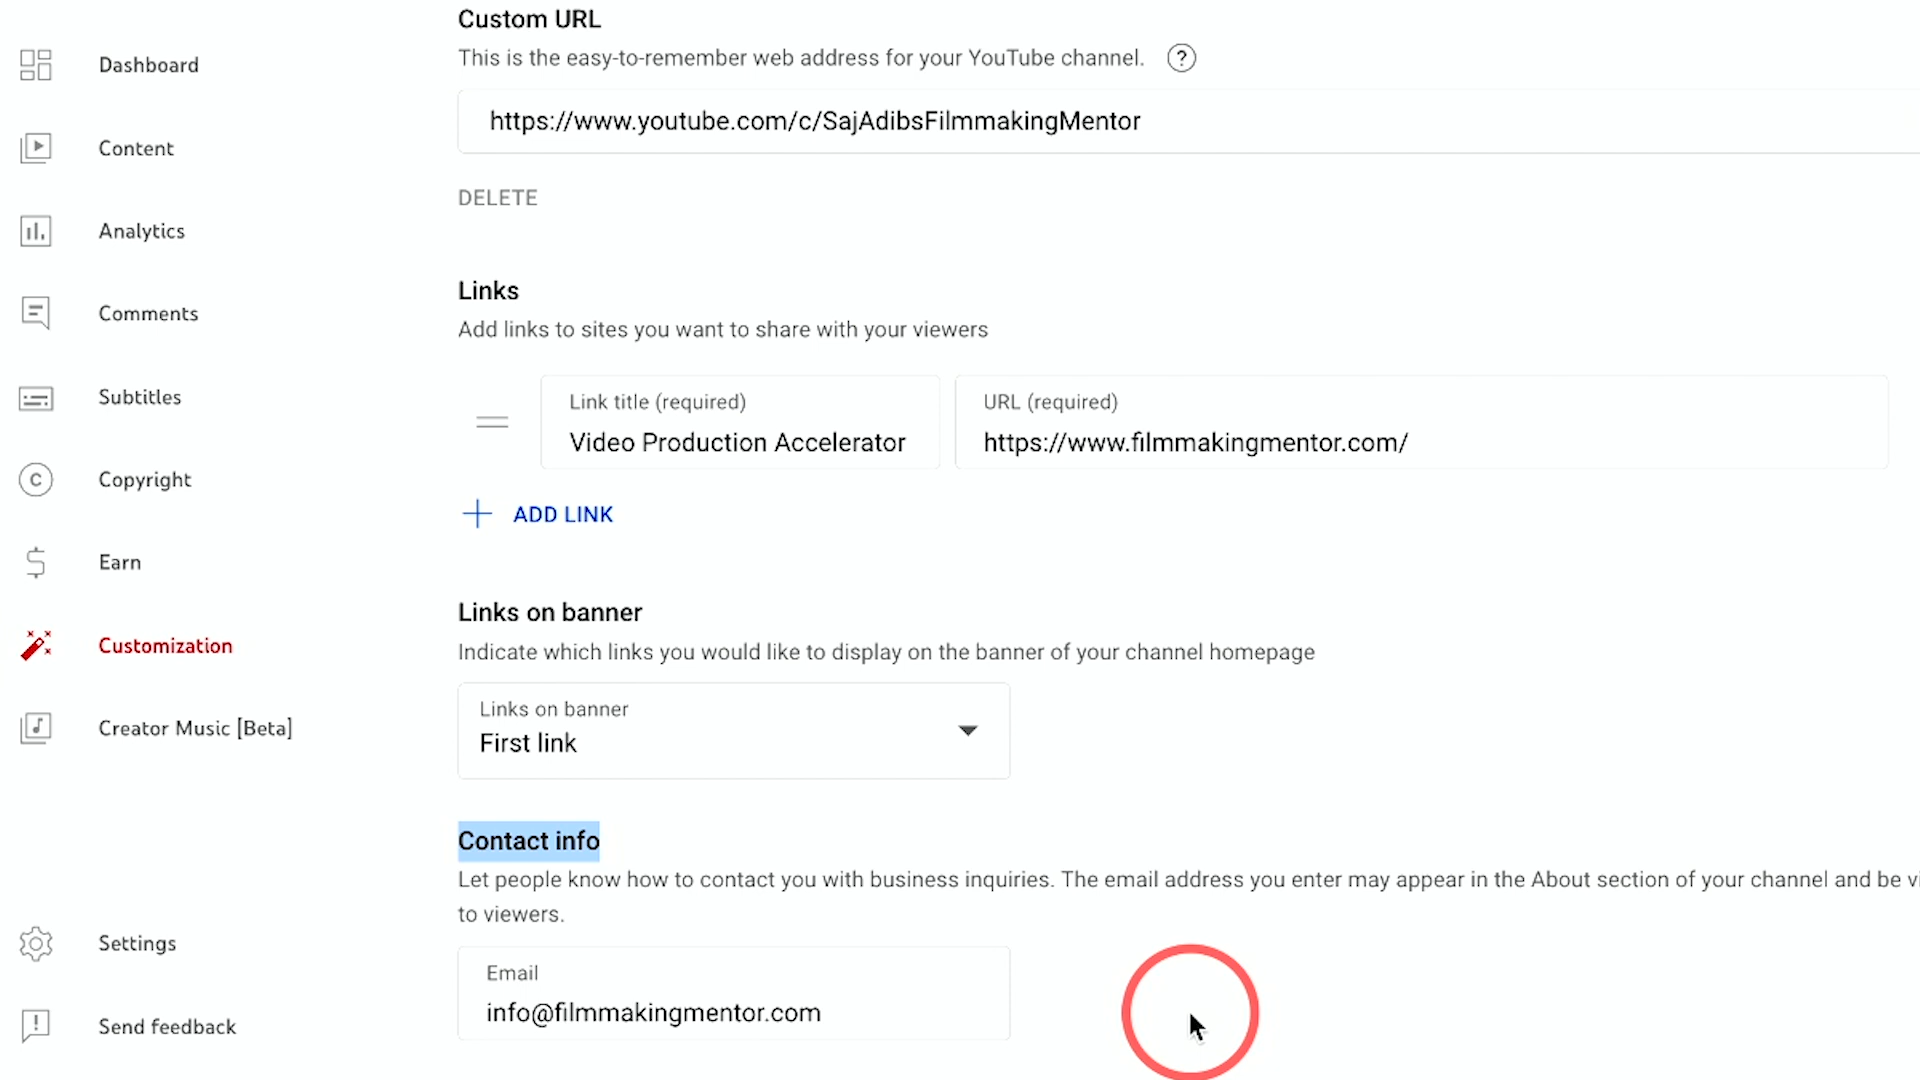 Dashboard
Content
Analytics
Comments
Subtitles
Copyright
Earn
Customization
Creator Music [Beta]
Settings
Send feedback
Custom URL
This is the easy-to-remember web address for your YouTube channel. ?
https://www.youtube.com/c/SajAdibsFilmmakingMentor
DELETE
Links
Add links to sites you want to share with your viewers
Link title (required)
Video Production Accelerator
URL (required)
https://www.filmmakingmentor.com/
ADD LINK
Links on banner
Indicate which links you would like to display on the banner of your channel homepage
Links on banner
First link
Contact info
Let people know how to contact you with business inquiries. The email address you enter may appear in the About section of your channel and be
to viewers.
Email
info@filmmakingmentor.com